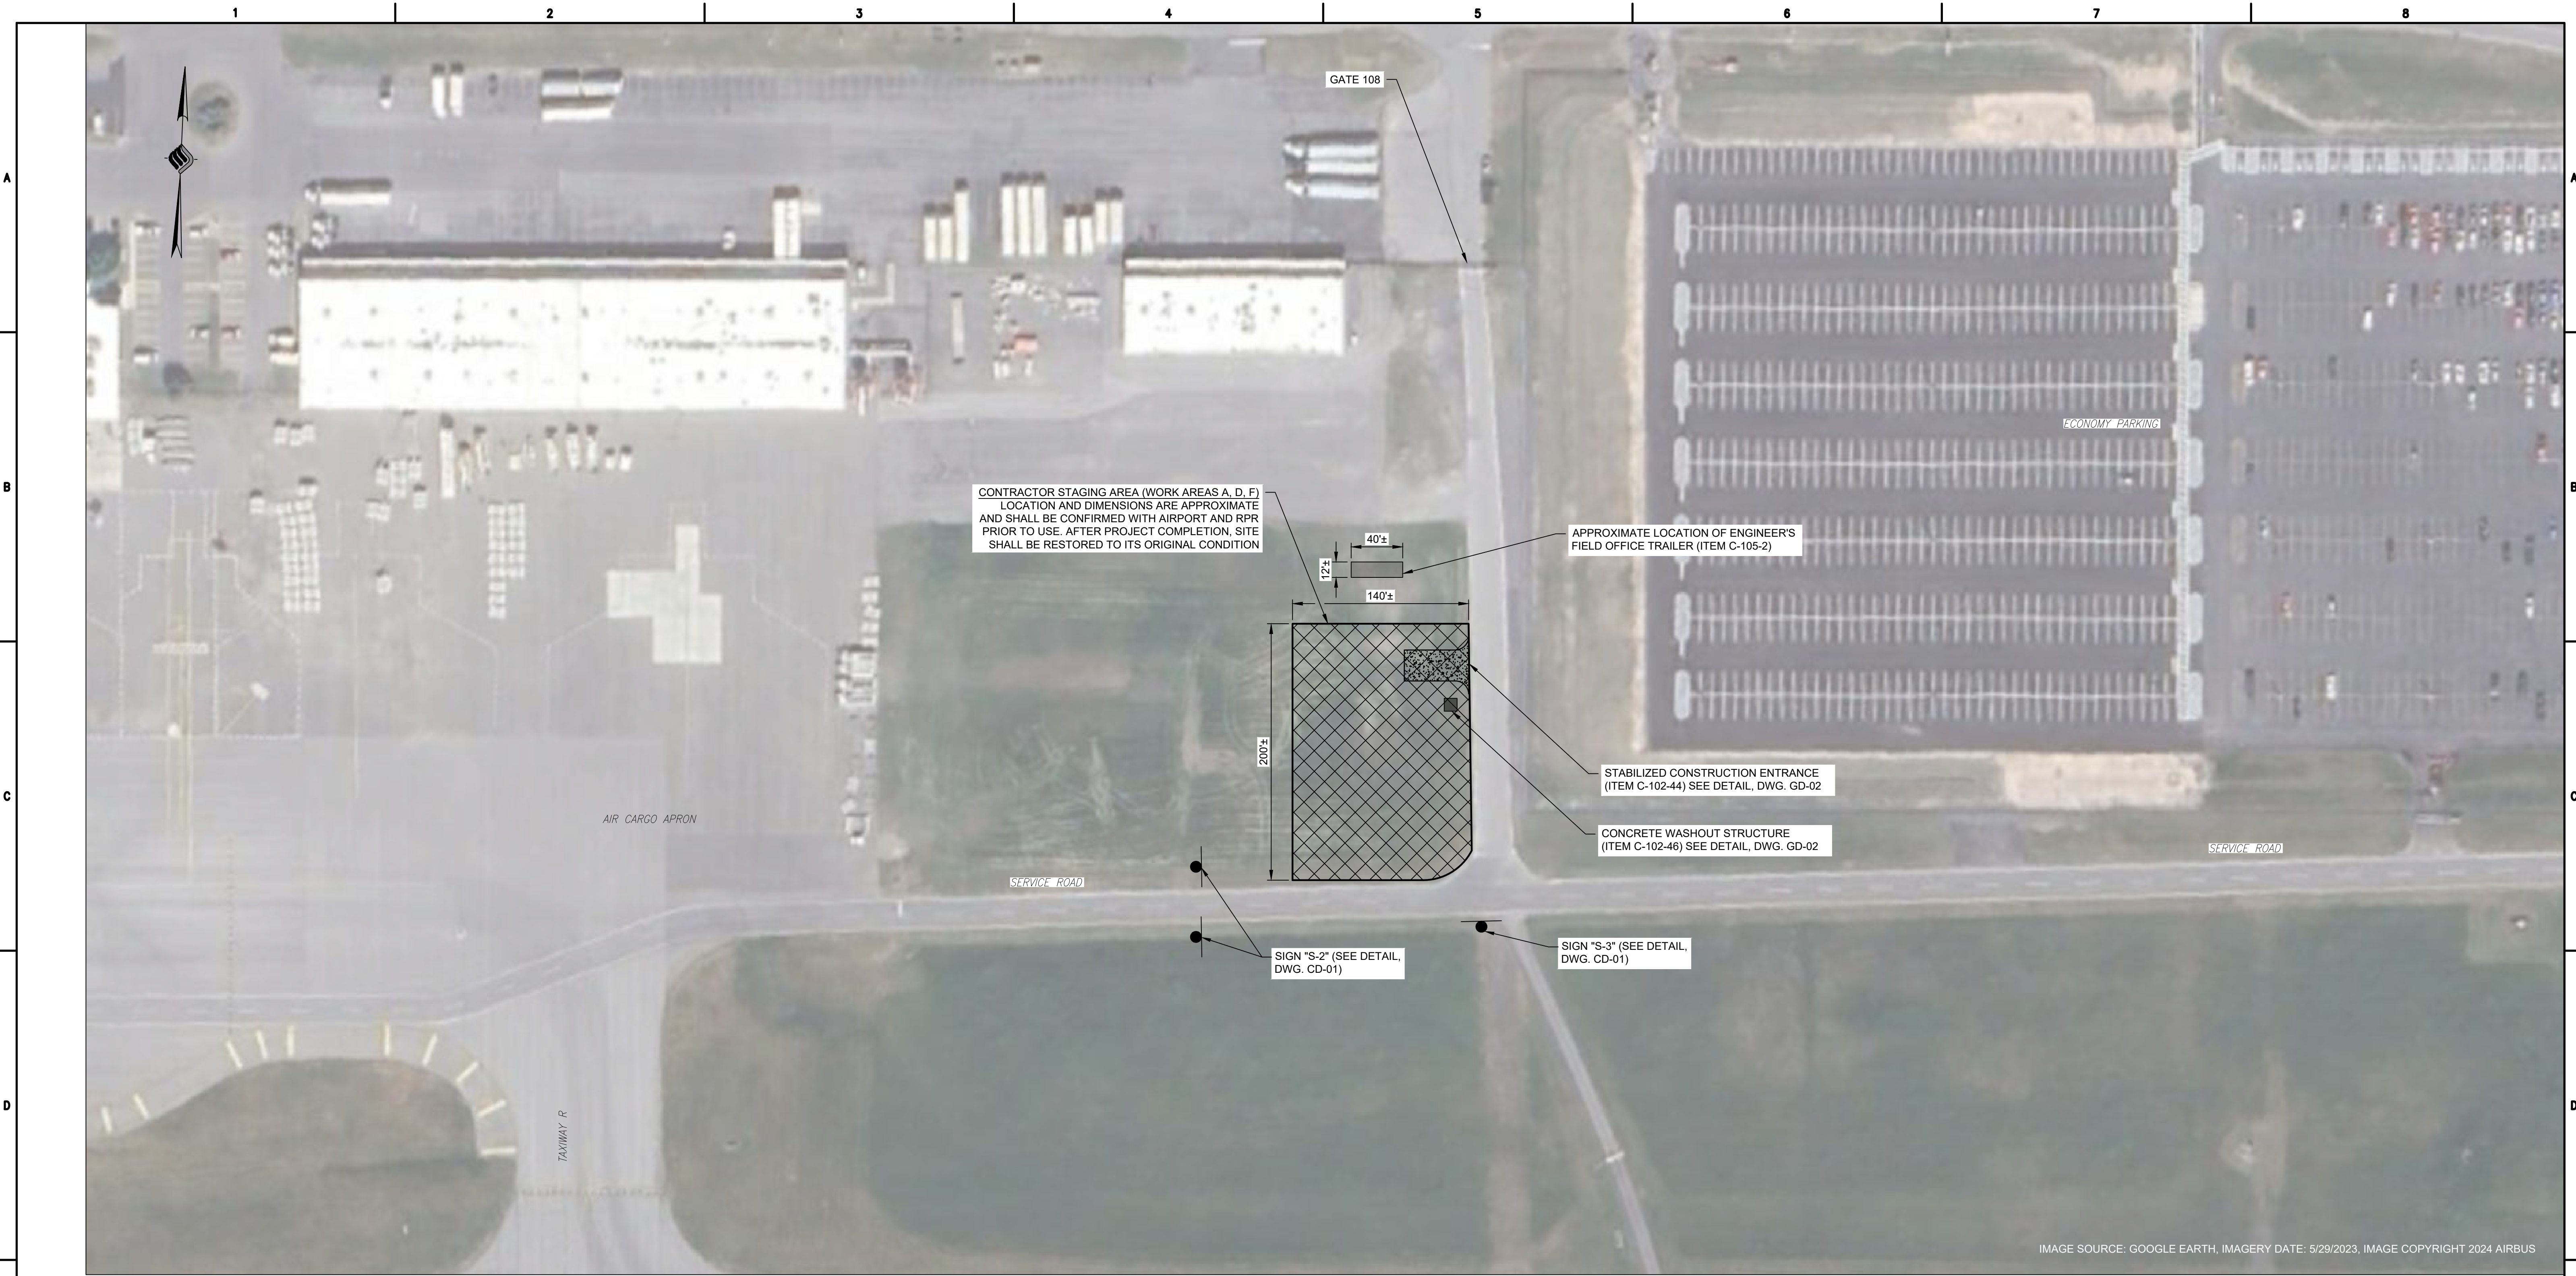 1 2 3 4 5 6 7 8
A A
B B
C C
D D
GATE 108
ECONOMY PARKING
CONTRACTOR STAGING AREA (WORK AREAS A, D, F)
LOCATION AND DIMENSIONS ARE APPROXIMATE
AND SHALL BE CONFIRMED WITH AIRPORT AND RPR
PRIOR TO USE. AFTER PROJECT COMPLETION, SITE
SHALL BE RESTORED TO ITS ORIGINAL CONDITION
APPROXIMATE LOCATION OF ENGINEER'S
FIELD OFFICE TRAILER (ITEM C-105-2)
40'±
12'±
140'±
200'±
STABILIZED CONSTRUCTION ENTRANCE
(ITEM C-102-44) SEE DETAIL, DWG. GD-02
CONCRETE WASHOUT STRUCTURE
(ITEM C-102-46) SEE DETAIL, DWG. GD-02
AIR CARGO APRON
SERVICE ROAD
SERVICE ROAD
SIGN "S-2" (SEE DETAIL,
DWG. CD-01)
SIGN "S-3" (SEE DETAIL,
DWG. CD-01)
TAXIWAY R
IMAGE SOURCE: GOOGLE EARTH, IMAGERY DATE: 5/29/2023, IMAGE COPYRIGHT 2024 AIRBUS